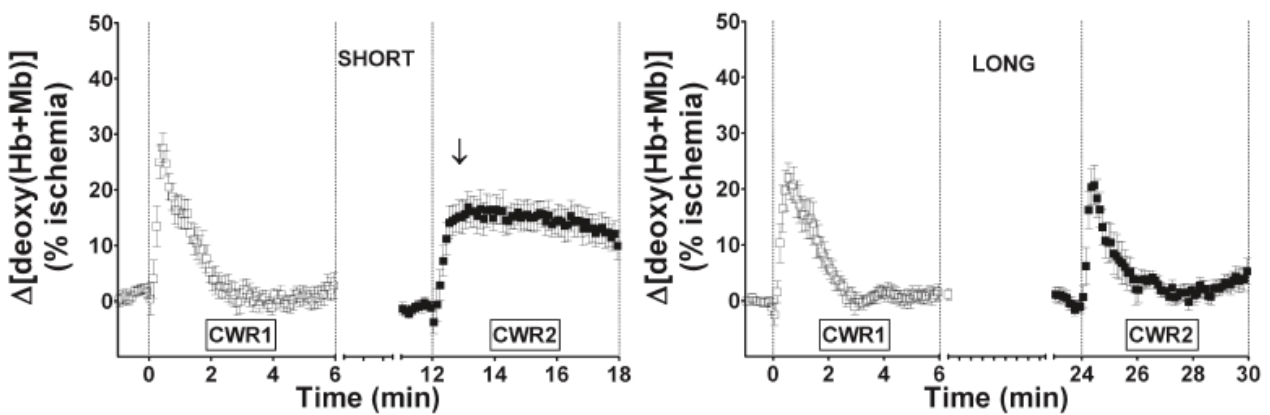 Δ[deoxy(Hb+Mb)]
(% ischemia)
50
40
30
20
10
0
SHORT
↓
CWR1
CWR2
0 2 4 6 12 14 16 18
Time (min)
Δ[deoxy(Hb+Mb)]
(% ischemia)
50
40
30
20
10
0
LONG
CWR1
CWR2
0 2 4 6 24 26 28 30
Time (min)